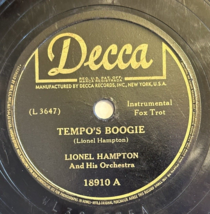 Decca
MANUFACTURED BY DECCA RECORDS, INC., NEW YORK, U.S.A.
(L 3647)
Instrumental
Fox Trot
TEMPO'S BOOGIE
(Lionel Hampton)
LIONEL HAMPTON
And His Orchestra
18910 A